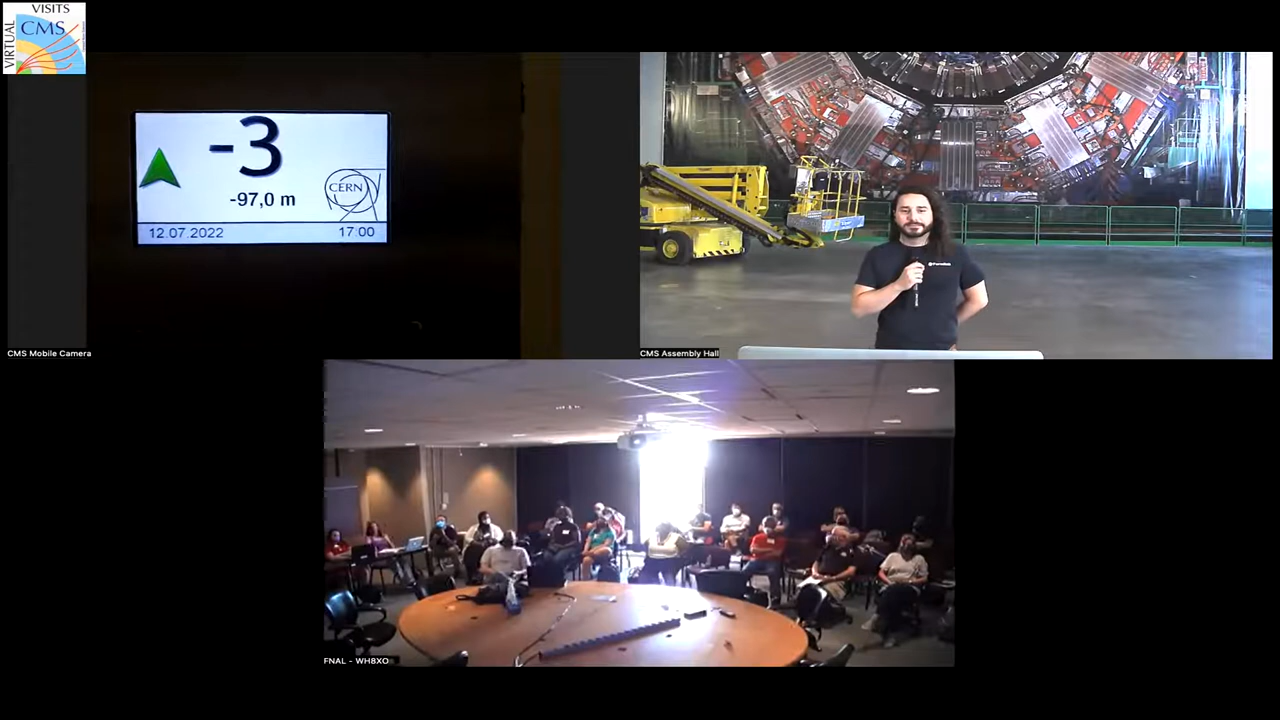 VISITS
VIRTUAL
CMS
-3
-97,0 m
CERN
12.07.2022
17:00
CMS Mobile Camera
CMS Assembly Hall
FNAL - WH8XO